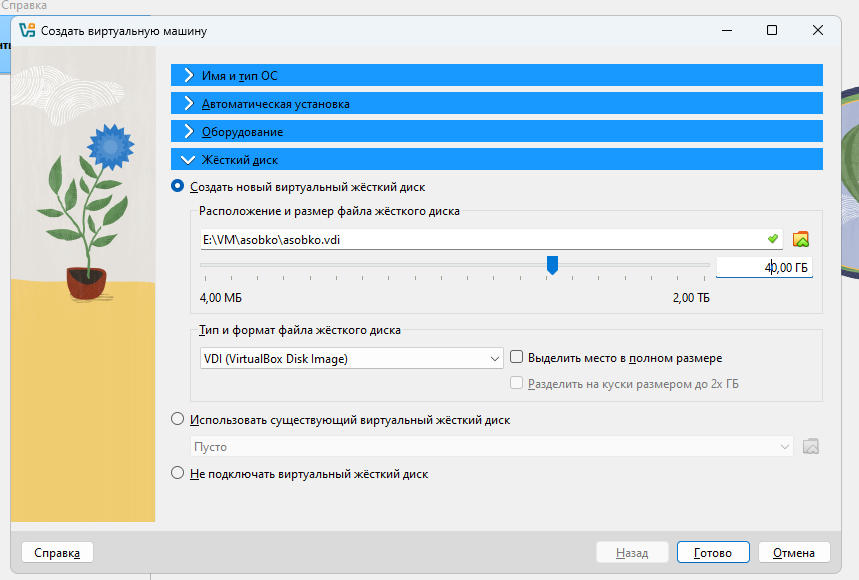 Справка
Создать виртуальную машину
Имя и тип ОС
Автоматическая установка
Оборудование
Жёсткий диск
Создать новый виртуальный жёсткий диск
Расположение и размер файла жёсткого диска
E:\VM\asobko\asobko.vdi
40,00 ГБ
4,00 МБ 2,00 ТБ
Тип и формат файла жёсткого диска
VDI (VirtualBox Disk Image) Выделить место в полном размере
Разделить на куски размером до 2х ГБ
Использовать существующий виртуальный жёсткий диск
Пусто
Не подключать виртуальный жёсткий диск
Справка Назад Готово Отмена